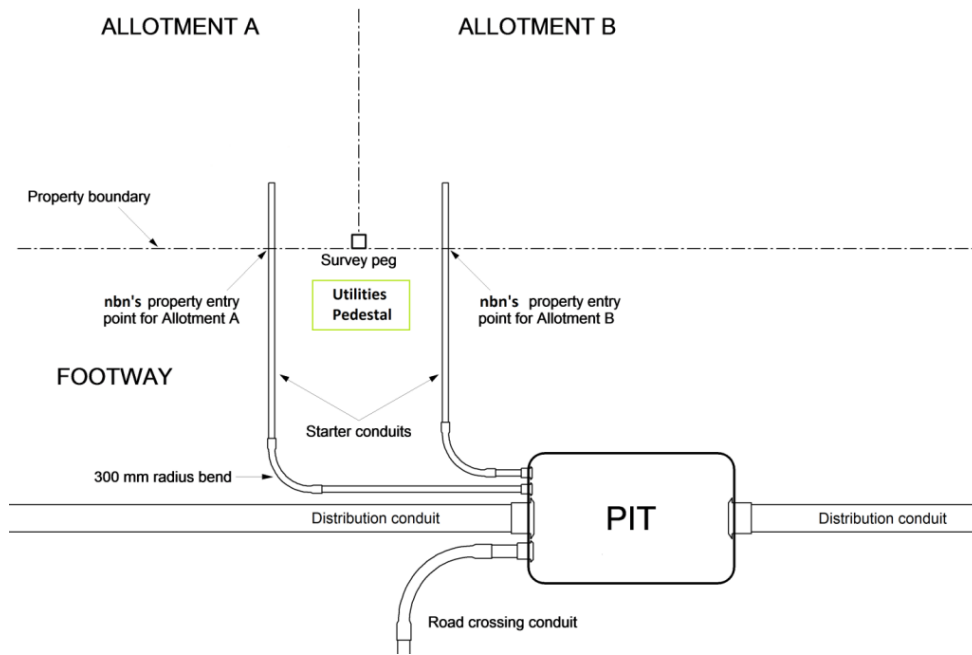 ALLOTMENT A
ALLOTMENT B
Property boundary
Survey peg
nbn's property entry
point for Allotment A
Utilities
Pedestal
nbn's property entry
point for Allotment B
FOOTWAY
Starter conduits
300 mm radius bend
Distribution conduit
PIT
Distribution conduit
Road crossing conduit